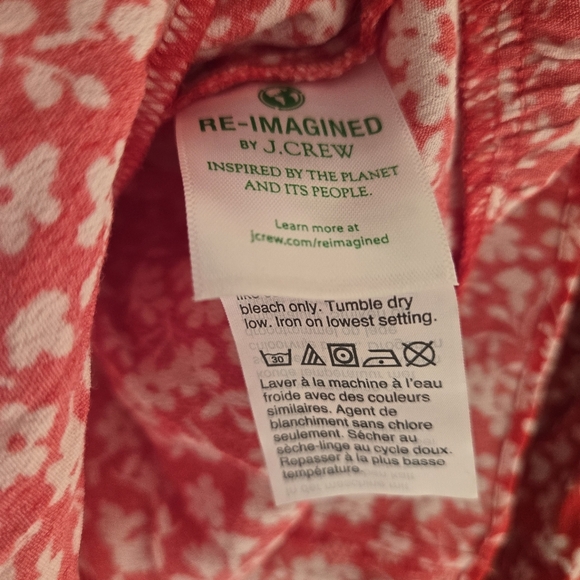 RE-IMAGINED
BY J.CREW
INSPIRED BY THE PLANET
AND ITS PEOPLE.
Learn more at
jcrew.com/reimagined
bleach only. Tumble dry
low. Iron on lowest setting.
30
Laver à la machine à l'eau
froide avec des couleurs
similaires. Agent de
blanchiment sans chlore
seulement. Sécher au
sèche-linge au cycle doux.
Repasser à la plus basse
température.